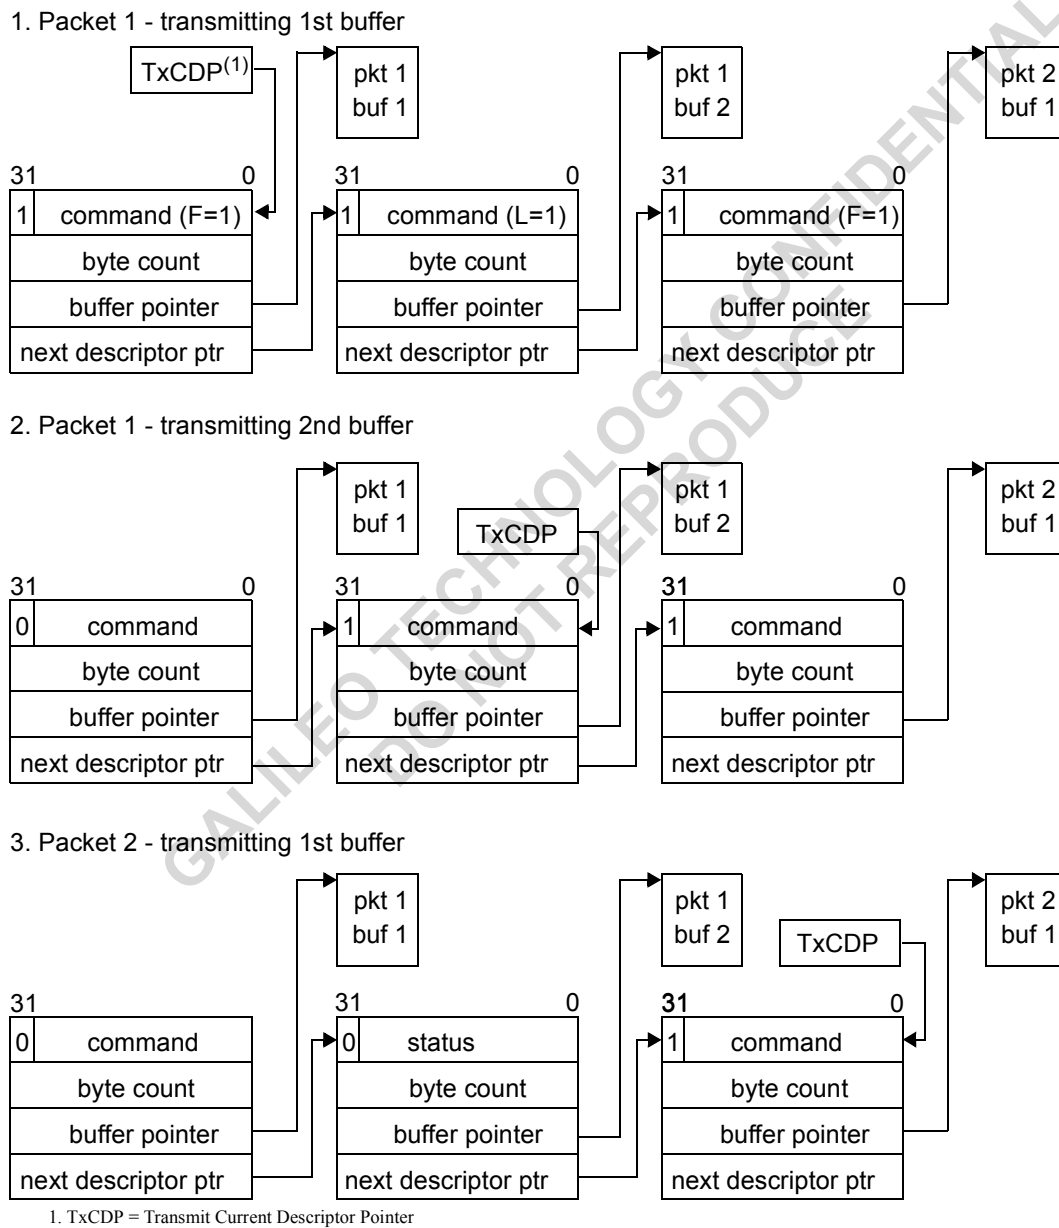 1. Packet 1 - transmitting 1st buffer
TxCDP(1)
pkt 1
buf 1
pkt 1
buf 2
pkt 2
buf 1
31 0
31 0
31 0
1 command (F=1)
1 command (L=1)
1 command (F=1)
byte count
byte count
byte count
buffer pointer
buffer pointer
buffer pointer
next descriptor ptr
next descriptor ptr
next descriptor ptr
2. Packet 1 - transmitting 2nd buffer
pkt 1
buf 1
TxCDP
pkt 1
buf 2
pkt 2
buf 1
31 0
31 0
31 0
0 command
1 command
1 command
byte count
byte count
byte count
buffer pointer
buffer pointer
buffer pointer
next descriptor ptr
next descriptor ptr
next descriptor ptr
3. Packet 2 - transmitting 1st buffer
pkt 1
buf 1
pkt 1
buf 2
TxCDP
pkt 2
buf 1
31
31 0
31 0
0 command
0 status
1 command
byte count
byte count
byte count
buffer pointer
buffer pointer
buffer pointer
next descriptor ptr
next descriptor ptr
next descriptor ptr
1. TxCDP = Transmit Current Descriptor Pointer
GALILEO TECHNOLOGY CONFIDENTIAL
DO NOT REPRODUCE